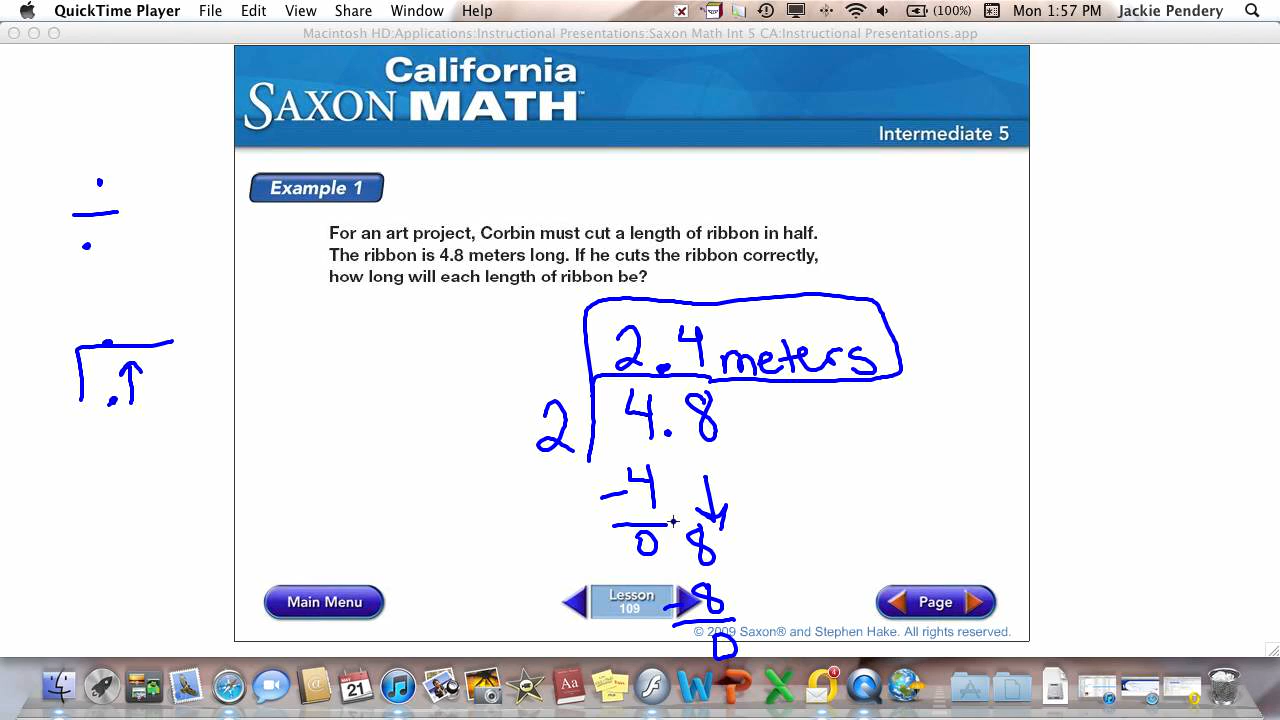 QuickTime Player File Edit View Share Window Help (100%) Mon 1:57 PM Jackie Pendery
Macintosh HD:Applications:Instructional Presentations:Saxon Math Int 5 CA:Instructional Presentations.app
California
SAXON MATH™
Intermediate 5
Example 1
For an art project, Corbin must cut a length of ribbon in half.
The ribbon is 4.8 meters long. If he cuts the ribbon correctly,
how long will each length of ribbon be?
÷
2.4 meters
2 4.8
-4
0 8
-8
0
Main Menu
Lesson
109
Page
© 2009 Saxon® and Stephen Hake. All rights reserved.
MAY
21
Aa
W P X
4